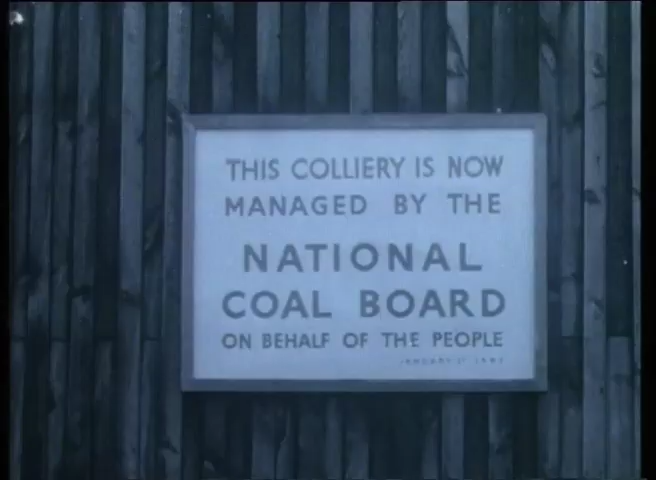 THIS COLLIERY IS NOW
MANAGED BY THE
NATIONAL
COAL BOARD
ON BEHALF OF THE PEOPLE